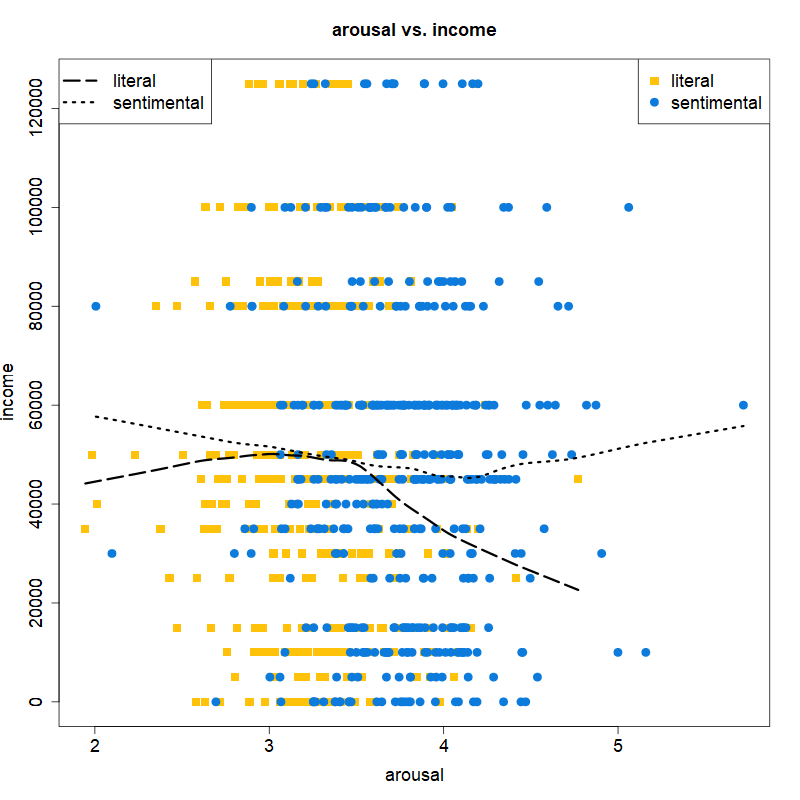 arousal vs. income
literal
sentimental
literal
sentimental
income
120000
100000
80000
60000
40000
20000
0
2 3 4 5
arousal